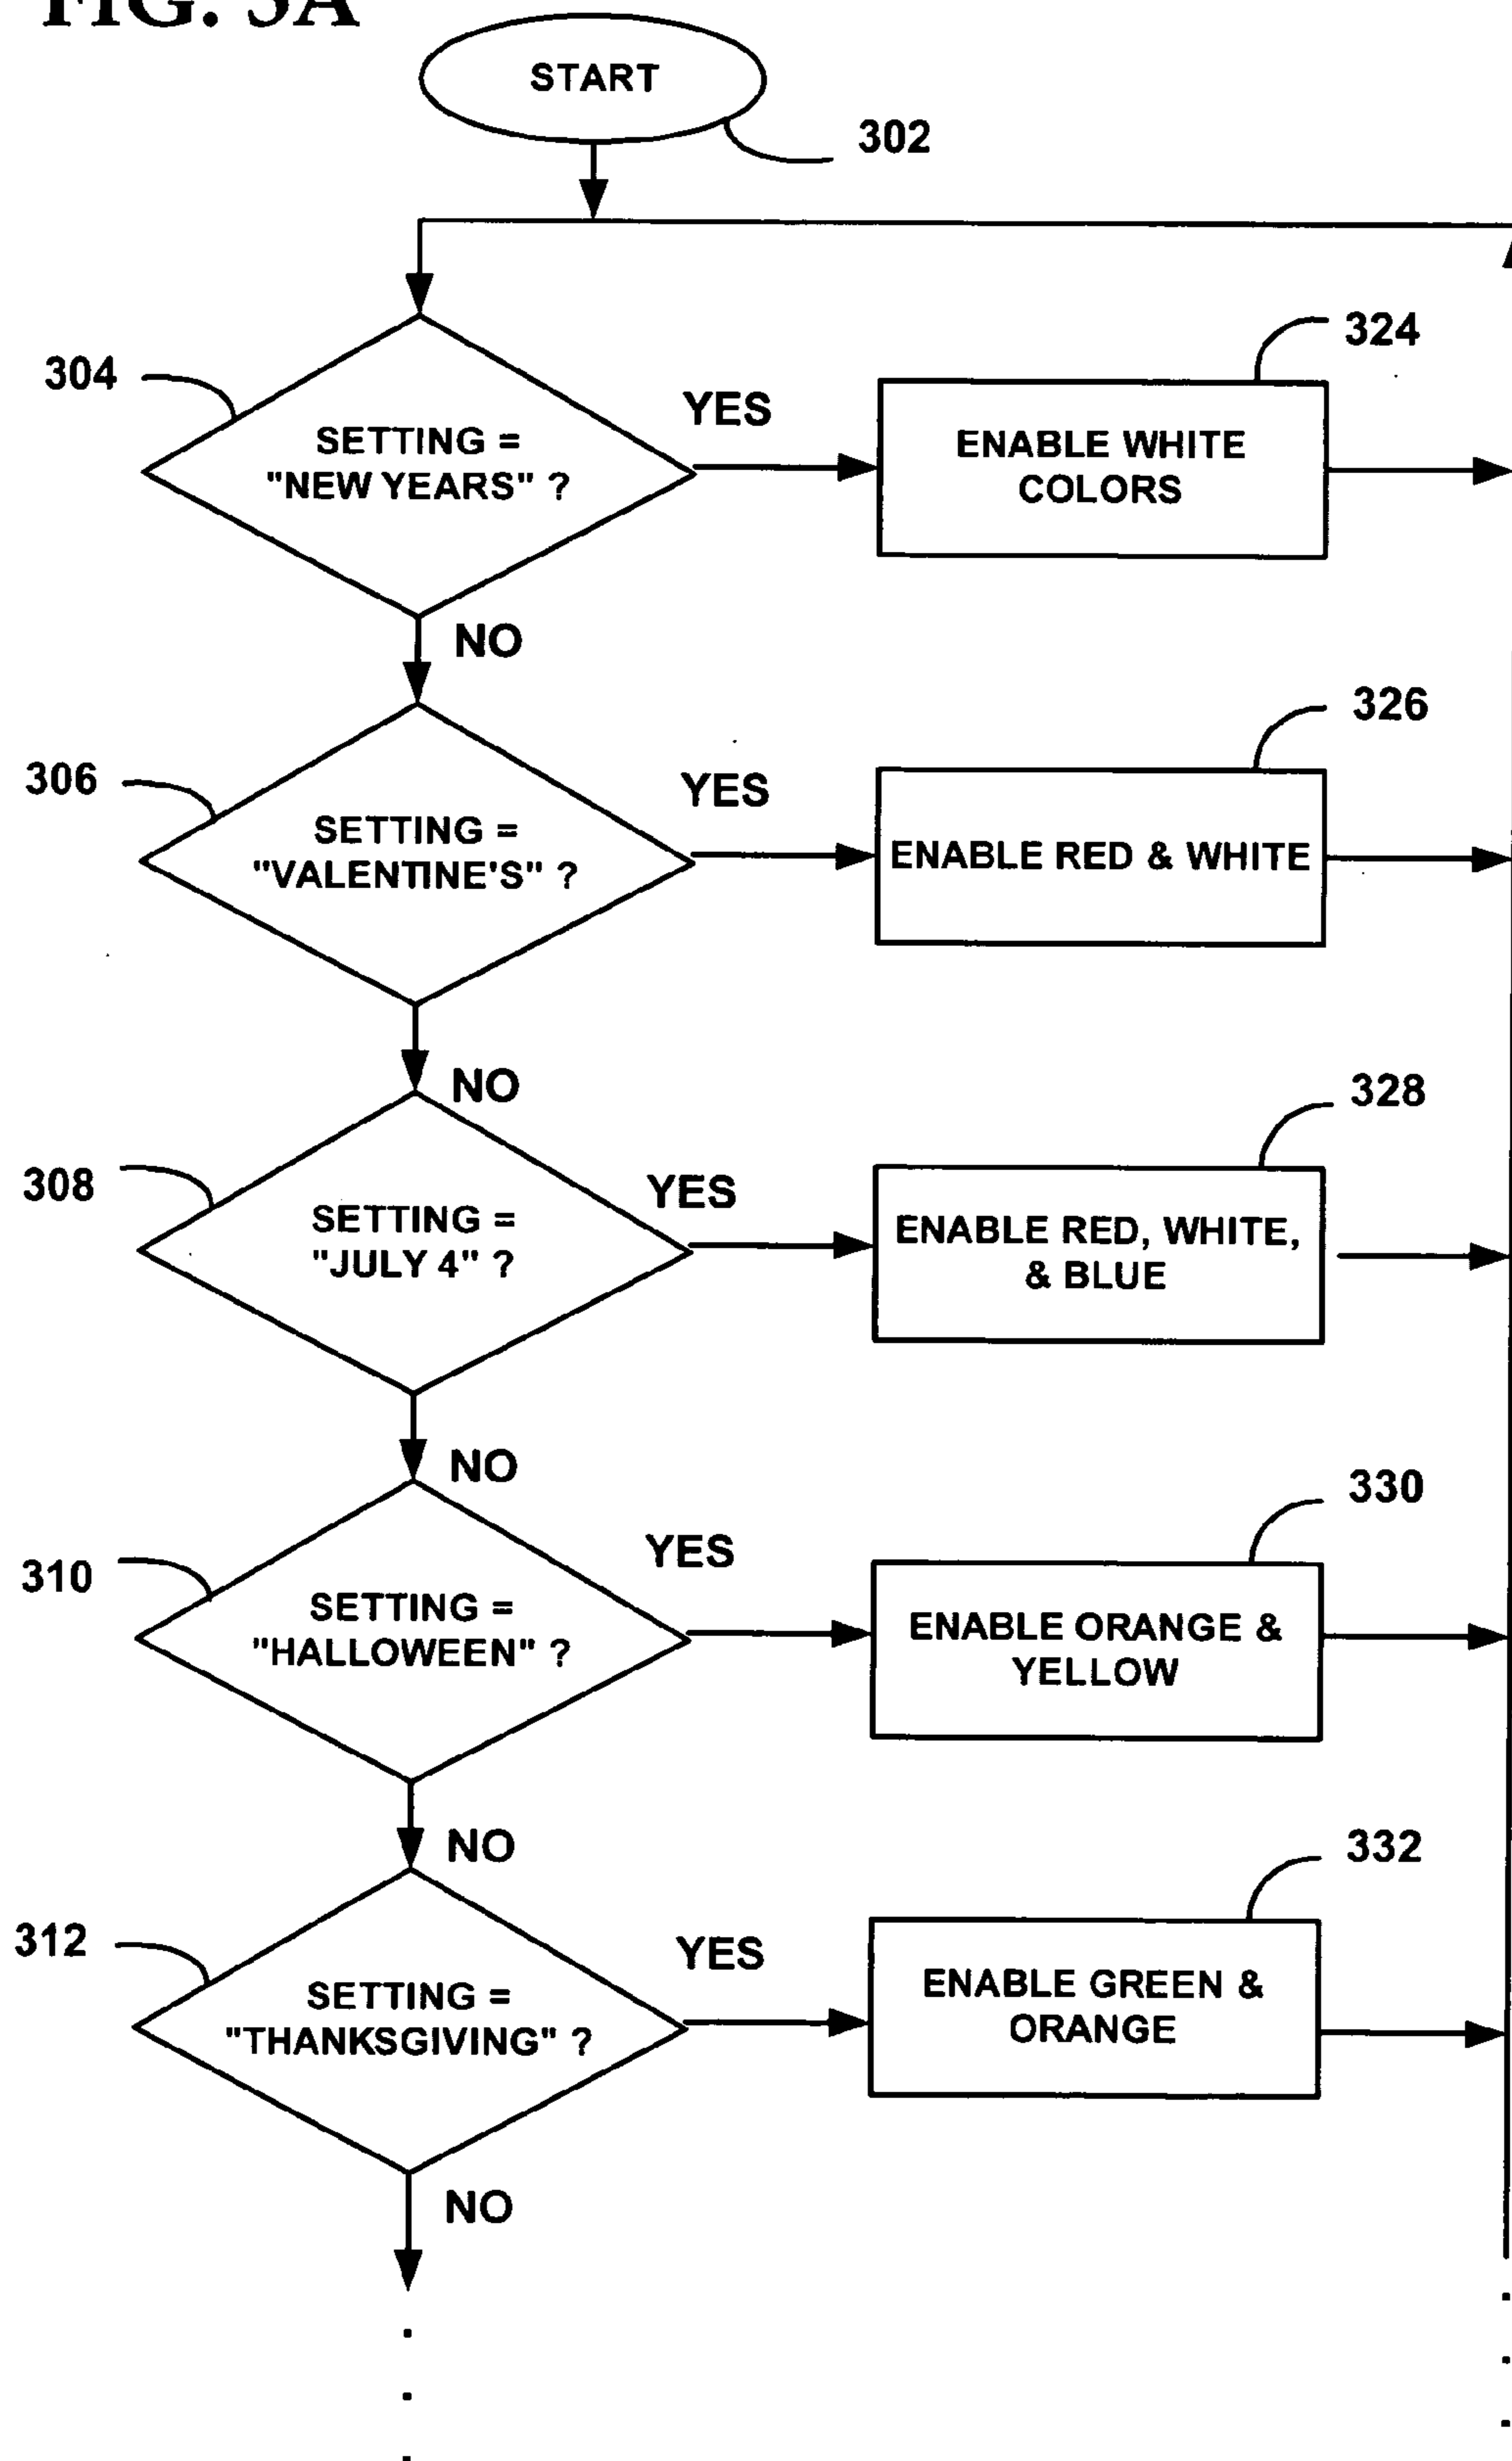 FIG. 3A
START
302
304
SETTING =
"NEW YEARS" ?
YES
324
ENABLE WHITE
COLORS
NO
306
SETTING =
"VALENTINE'S" ?
YES
326
ENABLE RED & WHITE
NO
308
SETTING =
"JULY 4" ?
YES
328
ENABLE RED, WHITE,
& BLUE
NO
310
SETTING =
"HALLOWEEN" ?
YES
330
ENABLE ORANGE &
YELLOW
NO
312
SETTING =
"THANKSGIVING" ?
YES
332
ENABLE GREEN &
ORANGE
NO